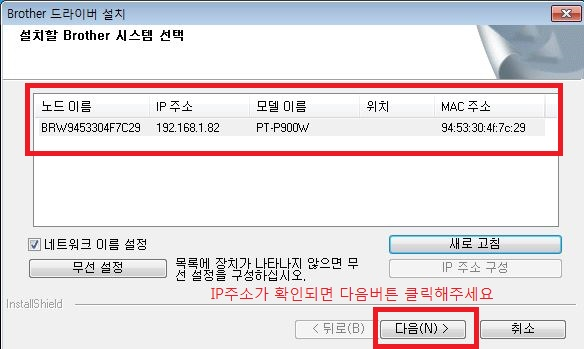 Brother 드라이버 설치
설치할 Brother 시스템 선택
노드 이름 IP 주소 모델 이름 위치 MAC 주소
BRW9453304F7C29 192.168.1.82 PT-P900W 94:53:30:4f:7c:29
네트워크 이름 설정
새로 고침
무선 설정
목록에 장치가 나타나지 않으면 무
선 설정을 구성하십시오.
IP 주소 구성
IP주소가 확인되면 다음버튼 클릭해주세요
InstallShield
< 뒤로(B) 다음(N) > 취소